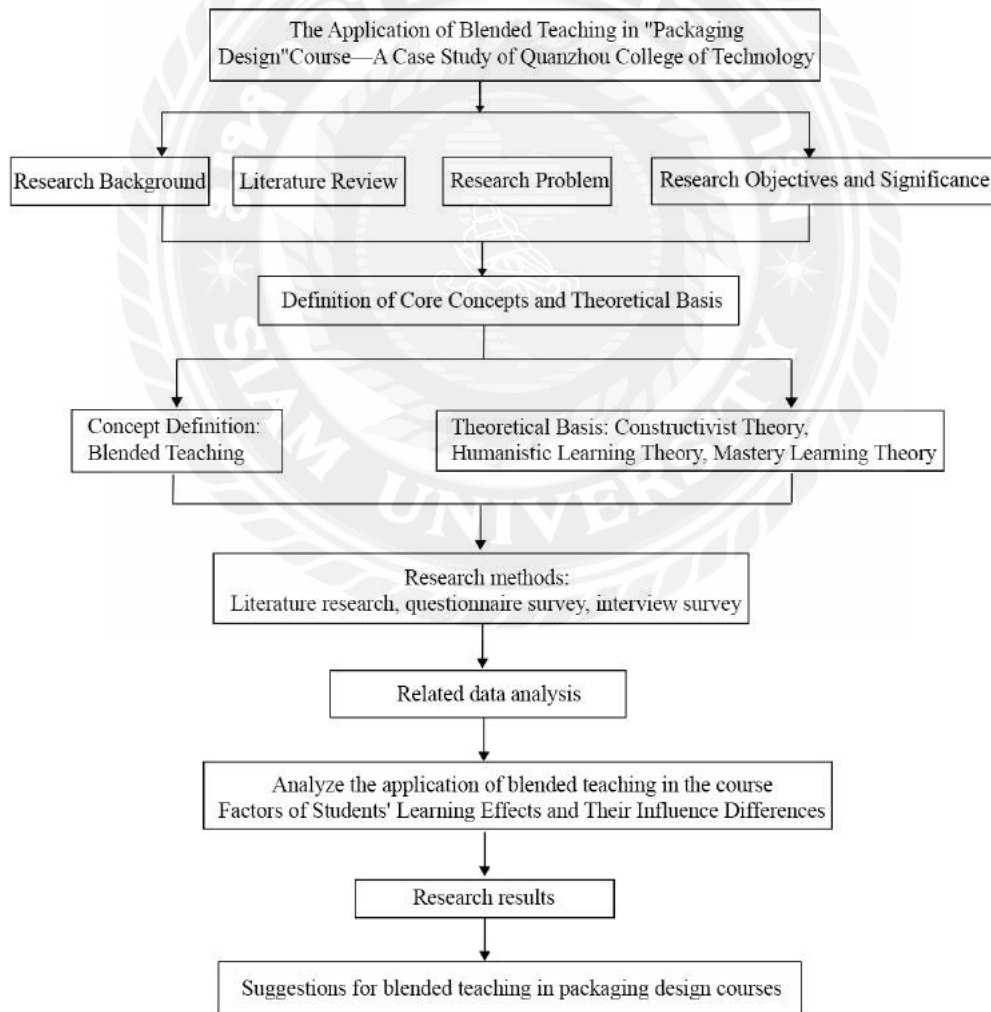 The Application of Blended Teaching in "Packaging
Design"Course—A Case Study of Quanzhou College of Technology
Research Background
Literature Review
Research Problem
Research Objectives and Significance
Definition of Core Concepts and Theoretical Basis
Concept Definition:
Blended Teaching
Theoretical Basis: Constructivist Theory,
Humanistic Learning Theory, Mastery Learning Theory
Research methods:
Literature research, questionnaire survey, interview survey
Related data analysis
Analyze the application of blended teaching in the course
Factors of Students' Learning Effects and Their Influence Differences
Research results
Suggestions for blended teaching in packaging design courses
SIAM UNIVERSITY